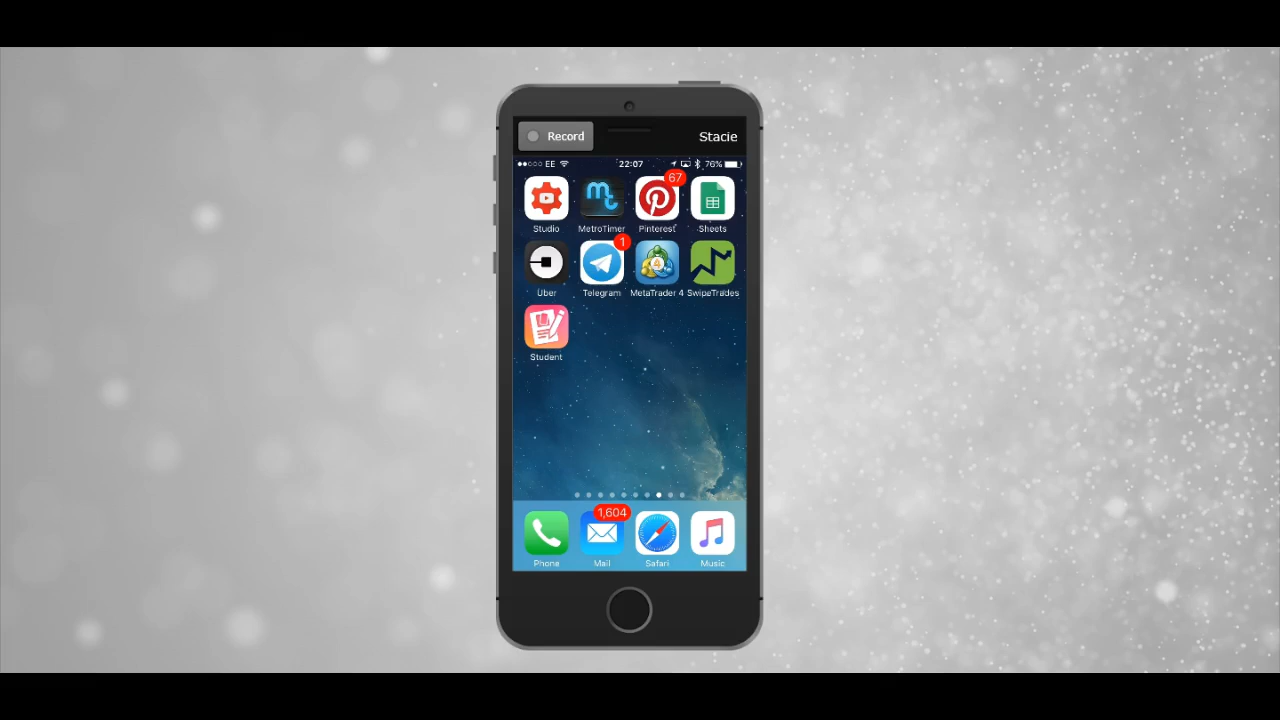 Record Stacie
EE 22:07 76%
67
Studio MetroTimer Pinterest Sheets
1
4
Uber Telegram MetaTrader 4 SwipeTrades
Student
1,604
Phone Mail Safari Music